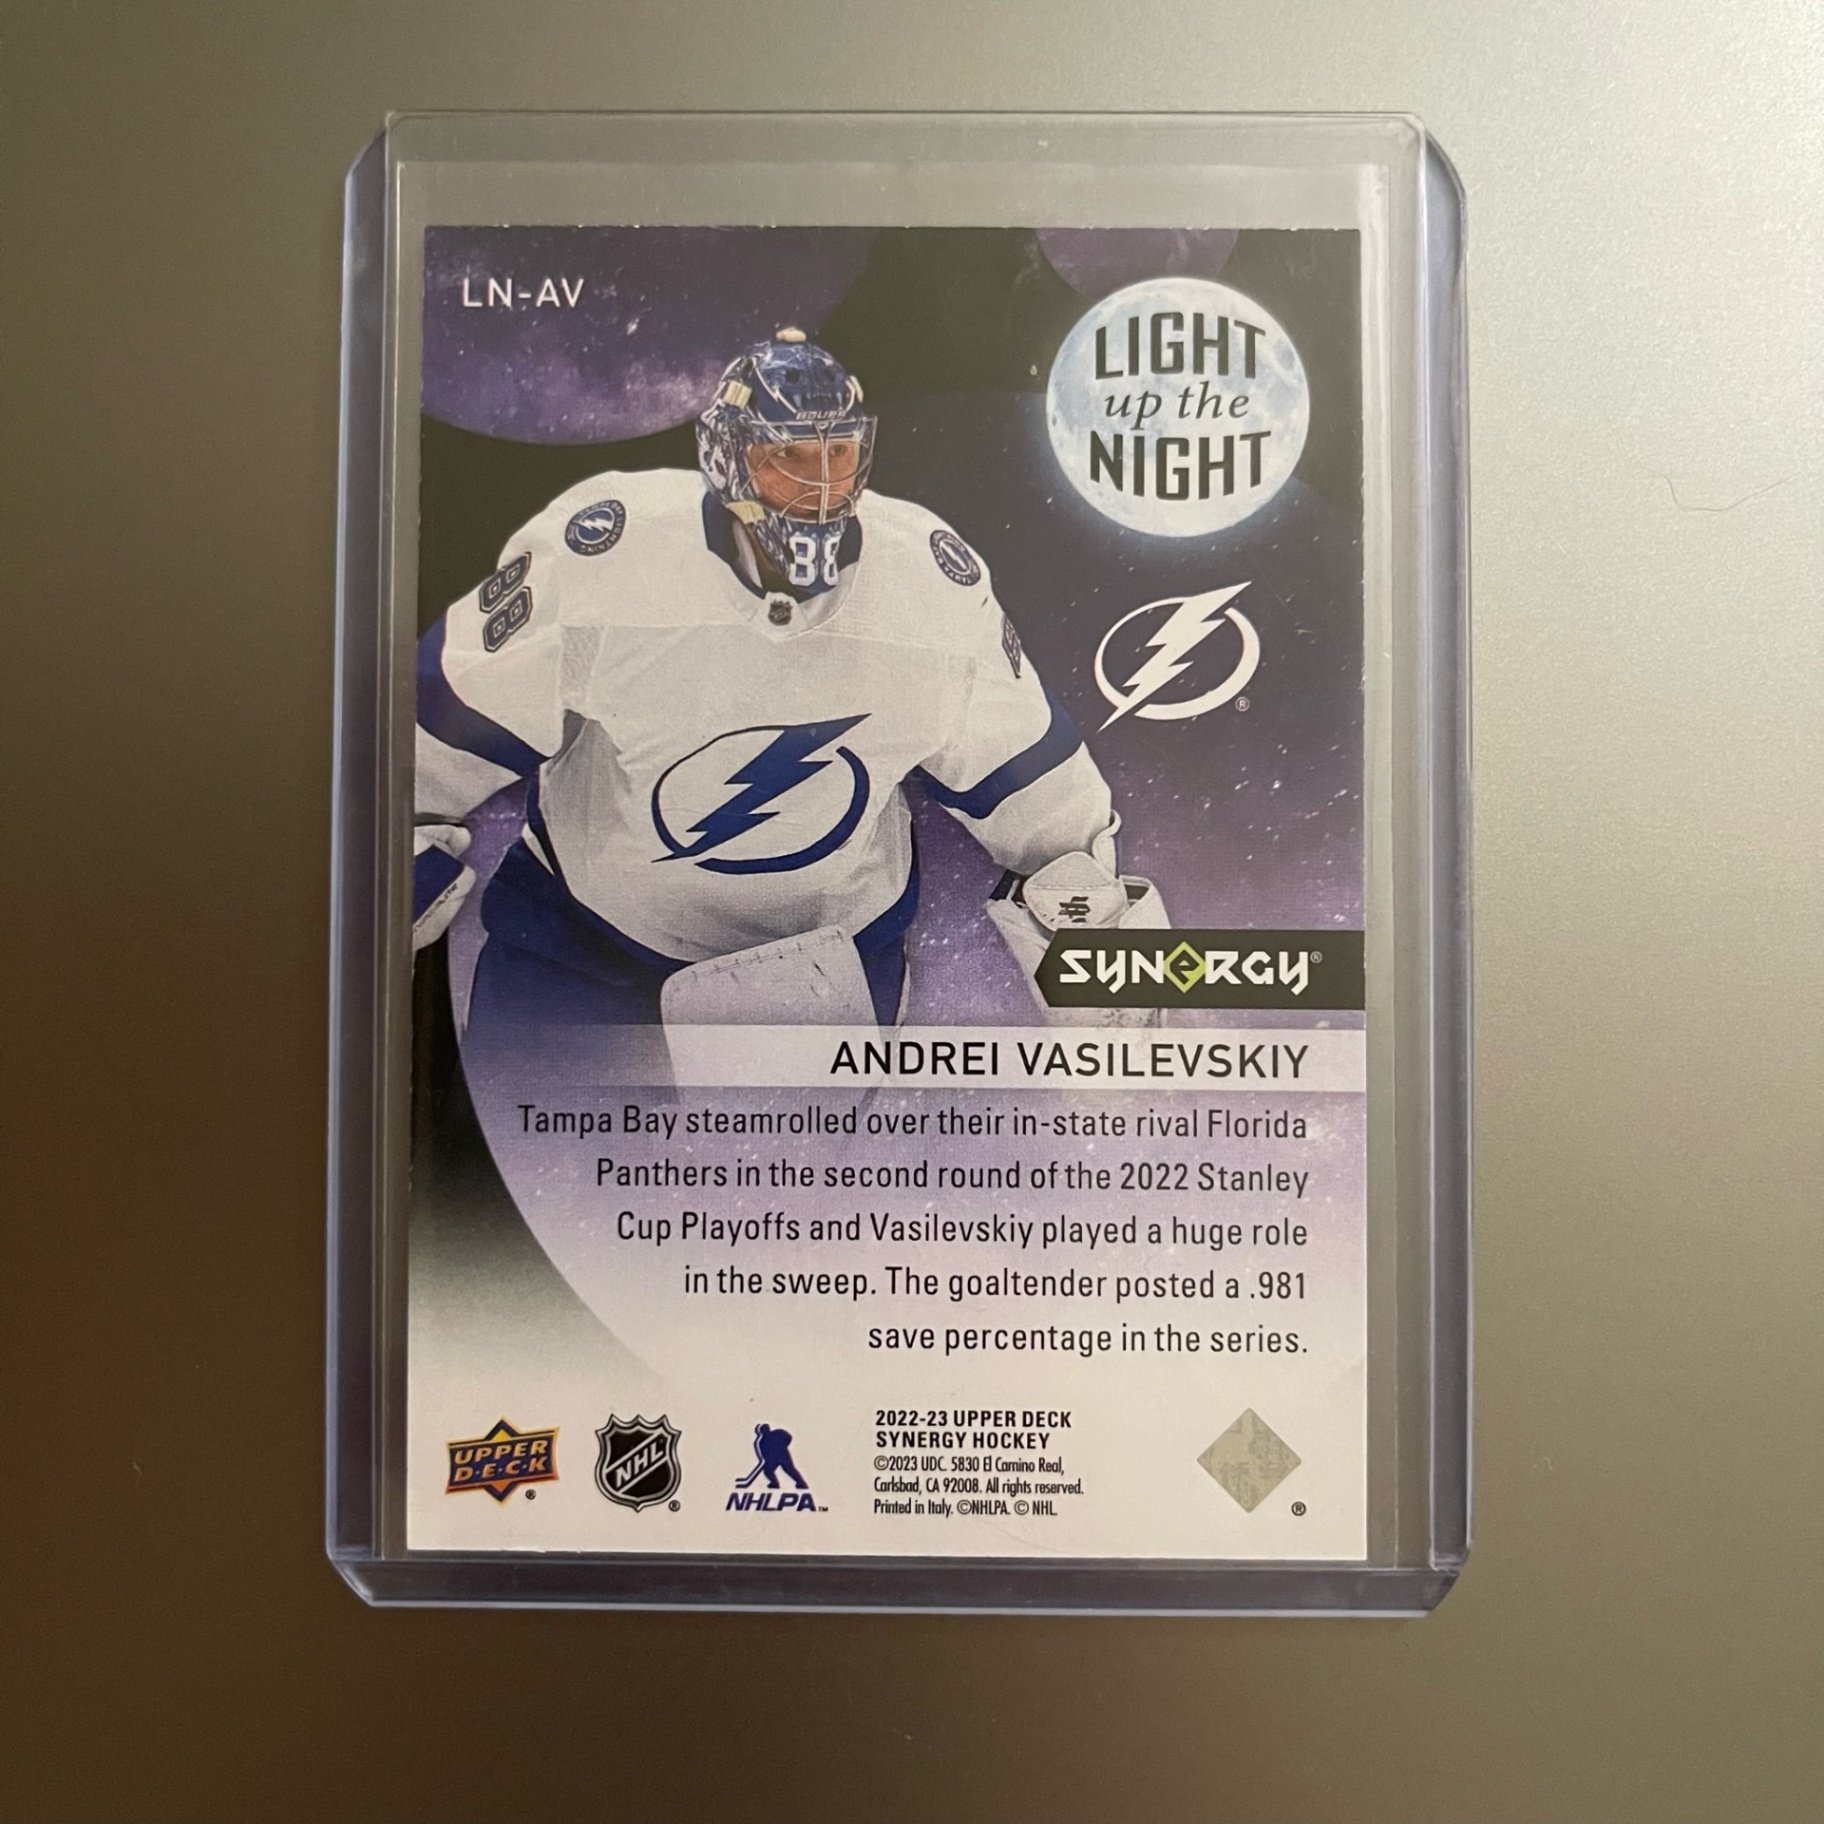 LN-AV
LIGHT
up the
NIGHT
BAUER
88
88
®
SYNERGY®
ANDREI VASILEVSKIY
Tampa Bay steamrolled over their in-state rival Florida
Panthers in the second round of the 2022 Stanley
Cup Playoffs and Vasilevskiy played a huge role
in the sweep. The goaltender posted a .981
save percentage in the series.
UPPER
D·E·C·K
®
NHL
®
NHLPA™
2022-23 UPPER DECK
SYNERGY HOCKEY
©2023 UDC. 5830 El Camino Real,
Carlsbad, CA 92008. All rights reserved.
Printed in Italy. ©NHLPA. © NHL.
®